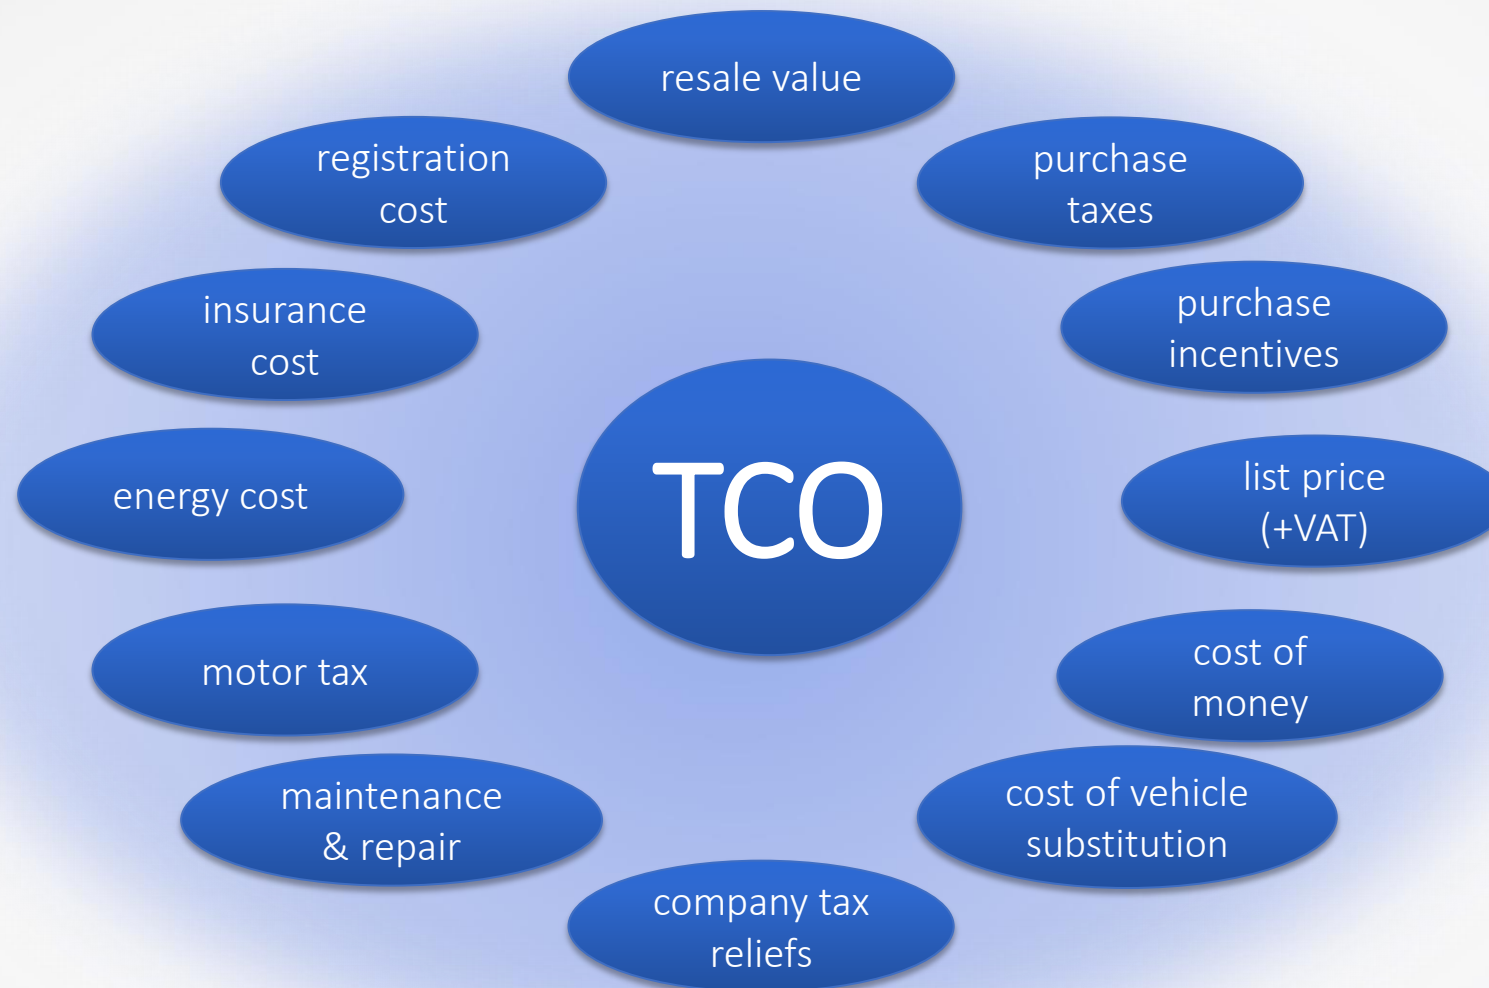 resale value
registration
cost
purchase
taxes
insurance
cost
purchase
incentives
energy cost
TCO
list price
(+VAT)
motor tax
cost of
money
maintenance
& repair
cost of vehicle
substitution
company tax
reliefs